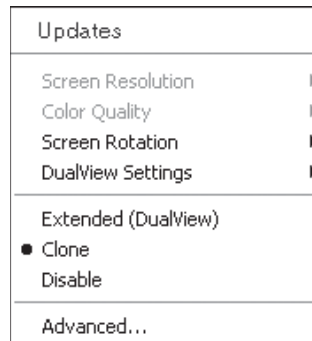 Updates
Screen Resolution
Color Quality
Screen Rotation
DualView Settings
Extended (DualView)
Clone
Disable
Advanced...